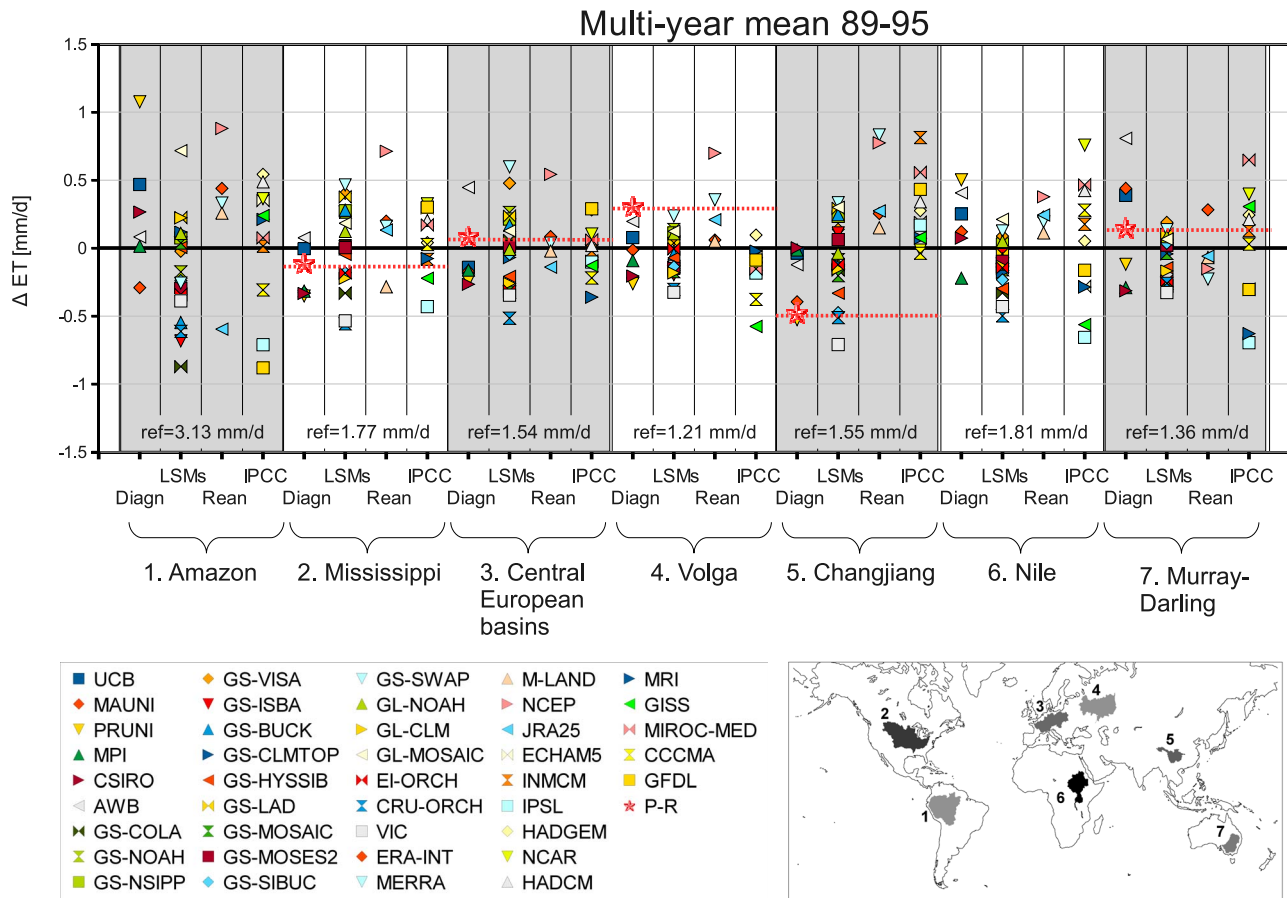 Multi-year mean 89-95
Δ ET [mm/d]
1.5
1
0.5
0
-0.5
-1
-1.5
ref=3.13 mm/d ref=1.77 mm/d ref=1.54 mm/d ref=1.21 mm/d ref=1.55 mm/d ref=1.81 mm/d ref=1.36 mm/d
LSMs IPCC LSMs IPCC LSMs IPCC LSMs IPCC LSMs IPCC LSMs IPCC LSMs IPCC
Diagn Rean Diagn Rean Diagn Rean Diagn Rean Diagn Rean Diagn Rean Diagn Rean
1. Amazon
2. Mississippi
3. Central
European
basins
4. Volga
5. Changjiang
6. Nile
7. Murray-
Darling
UCB
MAUNI
PRUNI
MPI
CSIRO
AWB
GS-COLA
GS-NOAH
GS-NSIPP
GS-VISA
GS-ISBA
GS-BUCK
GS-CLMTOP
GS-HYSSIB
GS-LAD
GS-MOSAIC
GS-MOSES2
GS-SIBUC
GS-SWAP
GL-NOAH
GL-CLM
GL-MOSAIC
EI-ORCH
CRU-ORCH
VIC
ERA-INT
MERRA
M-LAND
NCEP
JRA25
ECHAM5
INMCM
IPSL
HADGEM
NCAR
HADCM
MRI
GISS
MIROC-MED
CCCMA
GFDL
P-R
1
2
3
4
5
6
7